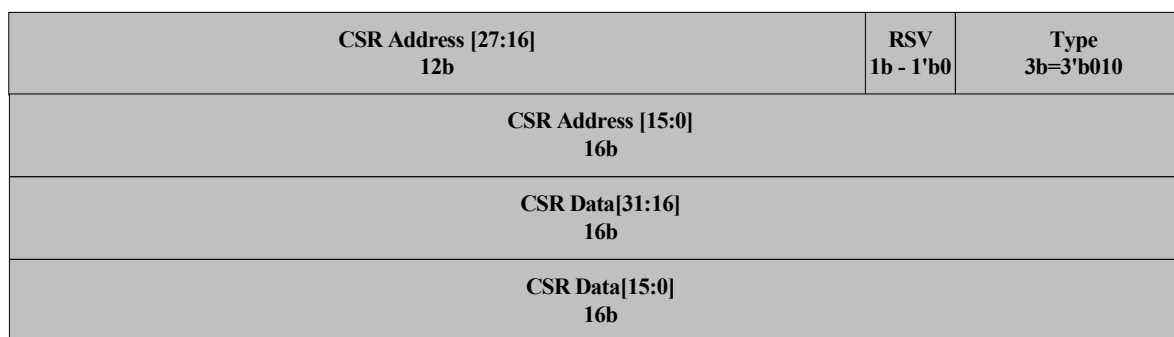 CSR Address [27:16]
12b
RSV
1b - 1'b0
Type
3b=3'b010
CSR Address [15:0]
16b
CSR Data[31:16]
16b
CSR Data[15:0]
16b